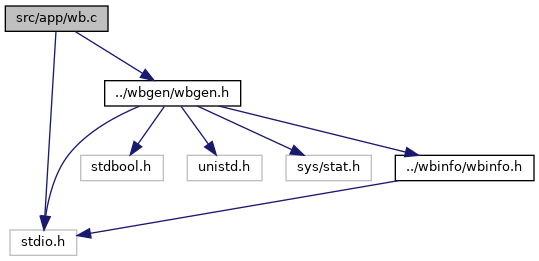 src/app/wb.c
../wbgen/wbgen.h
stdbool.h
unistd.h
sys/stat.h
../wbinfo/wbinfo.h
stdio.h